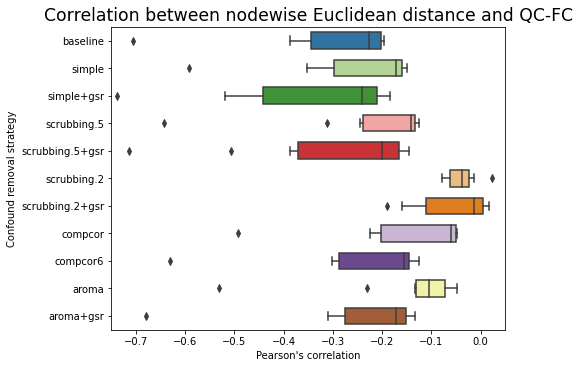 Correlation between nodewise Euclidean distance and QC-FC
Confound removal strategy
baseline
simple
simple+gsr
scrubbing.5
scrubbing.5+gsr
scrubbing.2
scrubbing.2+gsr
compcor
compcor6
aroma
aroma+gsr
−0.7 −0.6 −0.5 −0.4 −0.3 −0.2 −0.1 0.0
Pearson's correlation